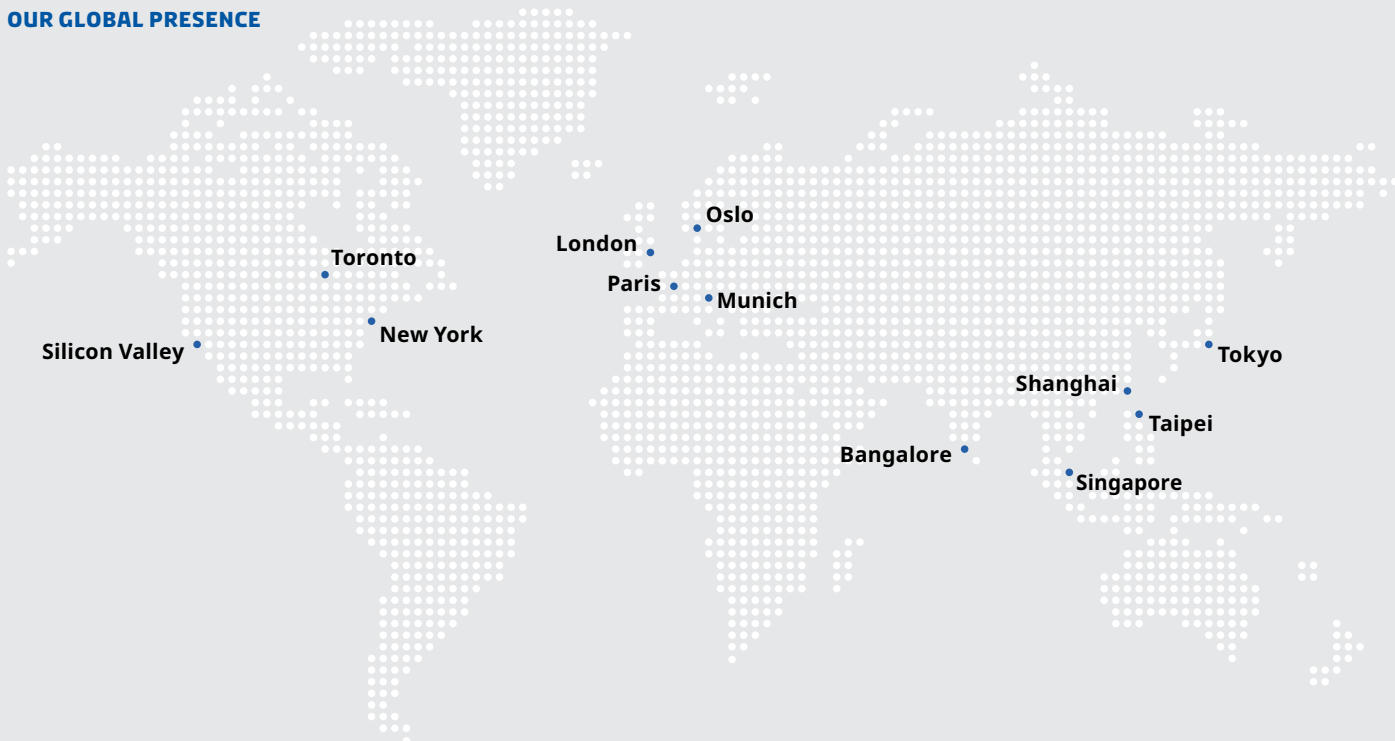 OUR GLOBAL PRESENCE
Oslo
London
Toronto
Paris
Munich
New York
Silicon Valley
Tokyo
Shanghai
Taipei
Bangalore
Singapore